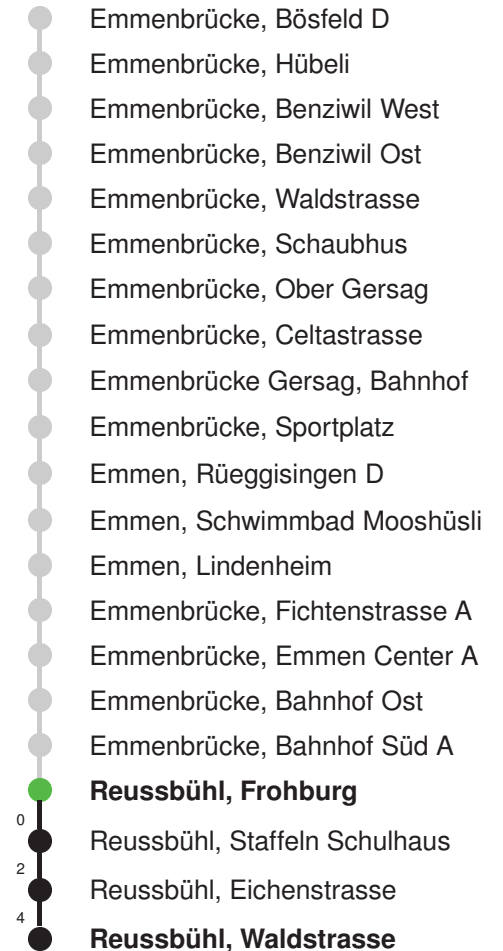 Emmenbrücke, Bösfeld D
Emmenbrücke, Hübeli
Emmenbrücke, Benziwil West
Emmenbrücke, Benziwil Ost
Emmenbrücke, Waldstrasse
Emmenbrücke, Schaubhus
Emmenbrücke, Ober Gersag
Emmenbrücke, Celtastrasse
Emmenbrücke Gersag, Bahnhof
Emmenbrücke, Sportplatz
Emmen, Rüeggisingen D
Emmen, Schwimmbad Mooshüsli
Emmen, Lindenheim
Emmenbrücke, Fichtenstrasse A
Emmenbrücke, Emmen Center A
Emmenbrücke, Bahnhof Ost
Emmenbrücke, Bahnhof Süd A
Reussbühl, Frohburg
0
Reussbühl, Staffeln Schulhaus
2
Reussbühl, Eichenstrasse
4
Reussbühl, Waldstrasse